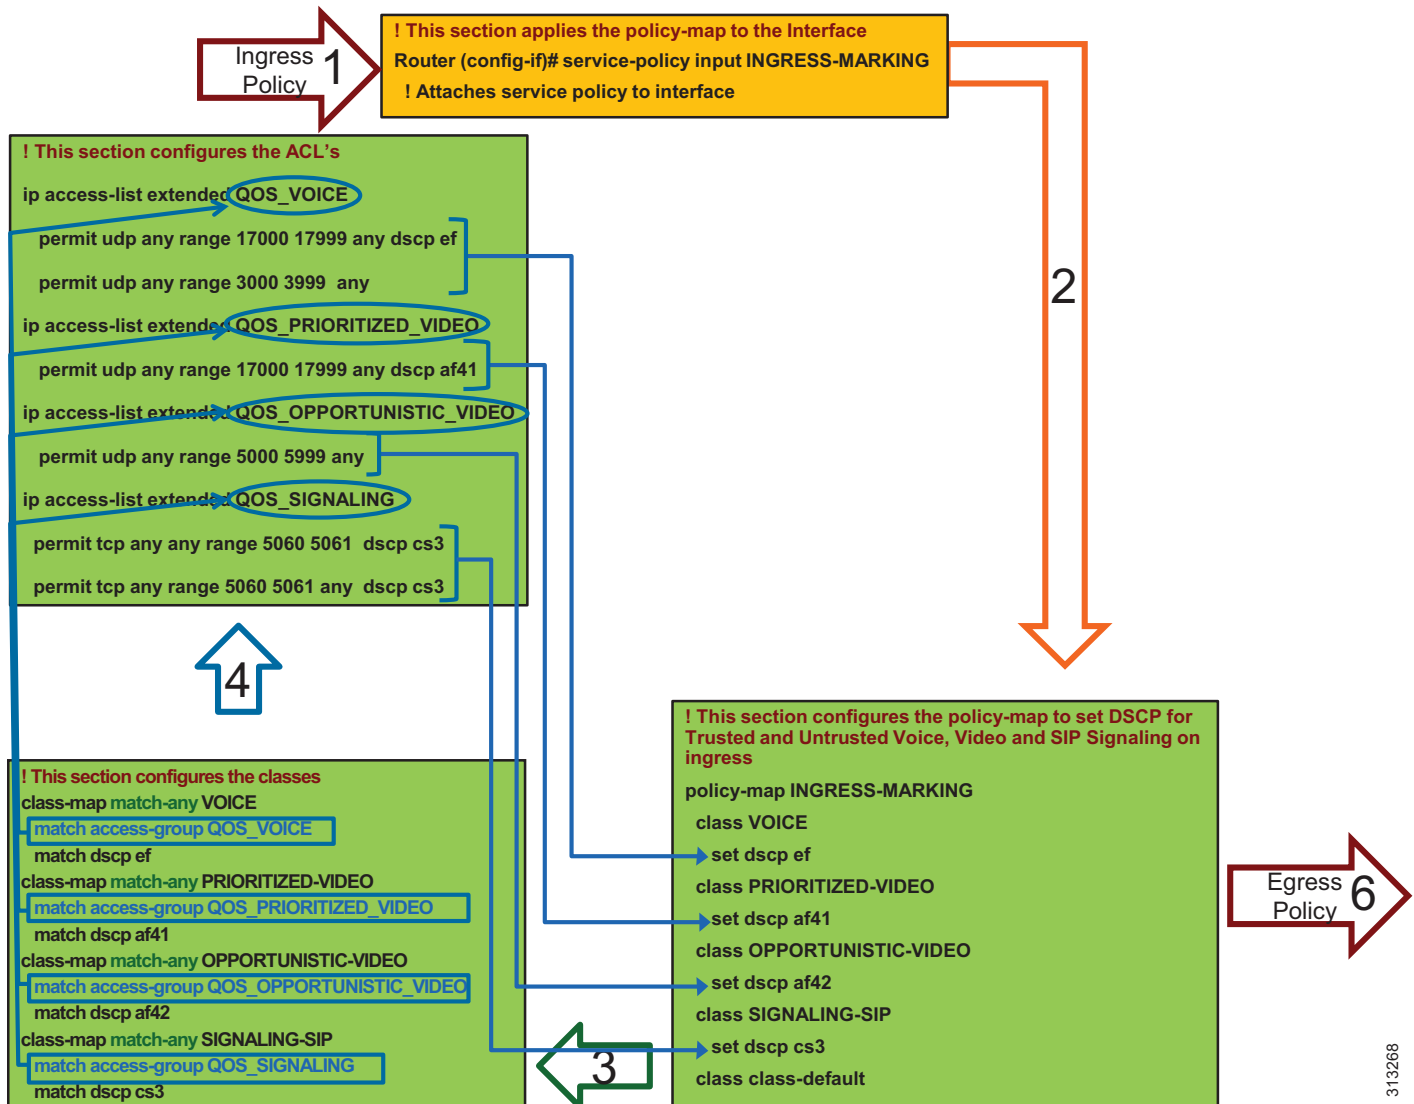 Ingress
Policy
1
! This section applies the policy-map to the Interface
Router (config-if)# service-policy input INGRESS-MARKING
! Attaches service policy to interface
2
! This section configures the ACL's
ip access-list extended QOS_VOICE
permit udp any range 17000 17999 any dscp ef
permit udp any range 3000 3999 any
ip access-list extended QOS_PRIORITIZED_VIDEO
permit udp any range 17000 17999 any dscp af41
ip access-list extended QOS_OPPORTUNISTIC_VIDEO
permit udp any range 5000 5999 any
ip access-list extended QOS_SIGNALING
permit tcp any any range 5060 5061 dscp cs3
permit tcp any range 5060 5061 any dscp cs3
4
! This section configures the classes
class-map match-any VOICE
match access-group QOS_VOICE
match dscp ef
class-map match-any PRIORITIZED-VIDEO
match access-group QOS_PRIORITIZED_VIDEO
match dscp af41
class-map match-any OPPORTUNISTIC-VIDEO
match access-group QOS_OPPORTUNISTIC_VIDEO
match dscp af42
class-map match-any SIGNALING-SIP
match access-group QOS_SIGNALING
match dscp cs3
3
! This section configures the policy-map to set DSCP for
Trusted and Untrusted Voice, Video and SIP Signaling on
ingress
policy-map INGRESS-MARKING
class VOICE
set dscp ef
class PRIORITIZED-VIDEO
set dscp af41
class OPPORTUNISTIC-VIDEO
set dscp af42
class SIGNALING-SIP
set dscp cs3
class class-default
Egress
Policy
6
313268